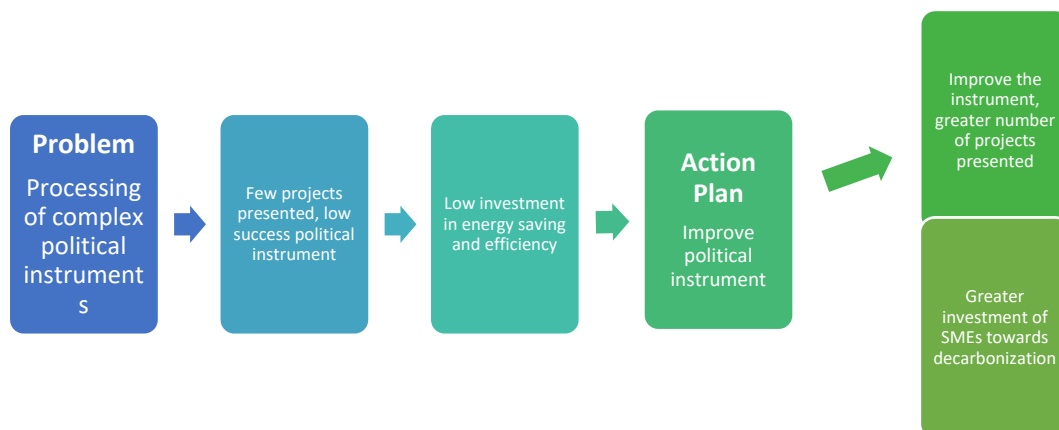 Problem
Processing
of complex
political
instrument
s
Few projects
presented, low
success political
instrument
Low investment
in energy saving
and efficiency
Action
Plan
Improve
political
instrument
Improve the
instrument,
greater number
of projects
presented
Greater
investment of
SMEs towards
decarbonization